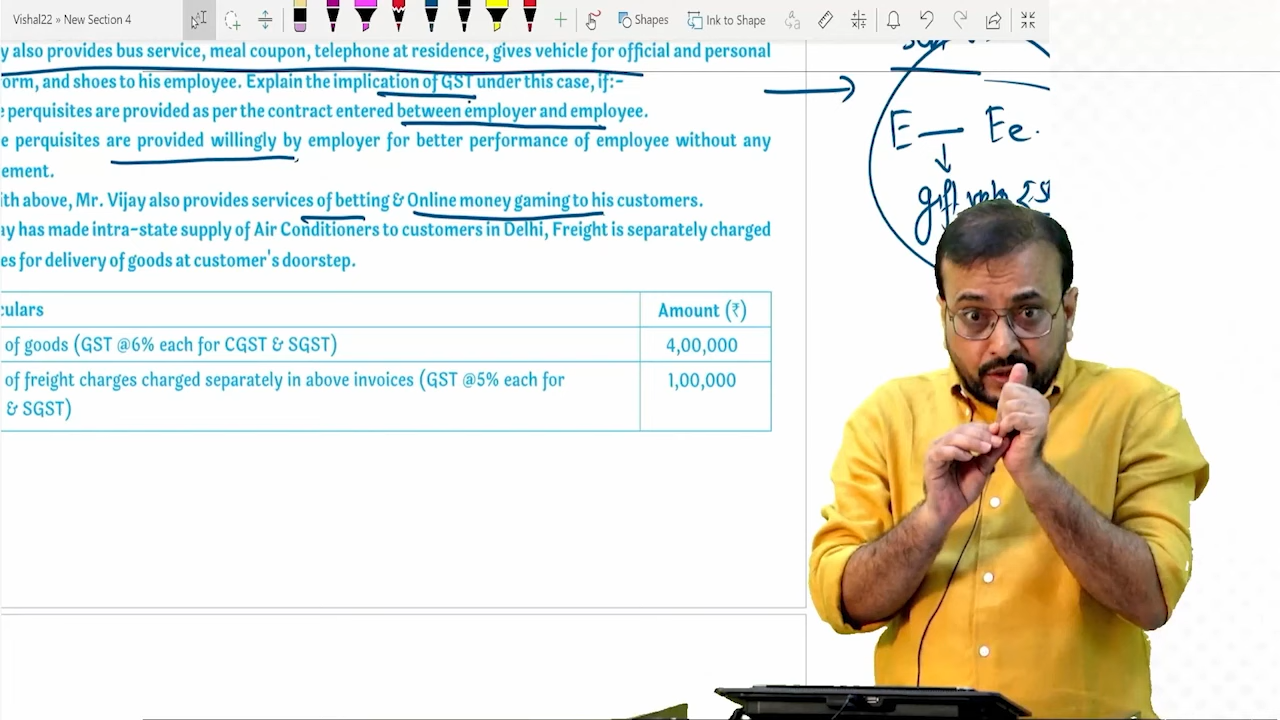 Vishal22 » New Section 4
Shapes
Ink to Shape
y also provides bus service, meal coupon, telephone at residence, gives vehicle for official and personal
orm, and shoes to his employee. Explain the implication of GST under this case, if:-
e perquisites are provided as per the contract entered between employer and employee.
e perquisites are provided willingly by employer for better performance of employee without any
ement.
ith above, Mr. Vijay also provides services of betting & Online money gaming to his customers.
ay has made intra-state supply of Air Conditioners to customers in Delhi, Freight is separately charged
es for delivery of goods at customer's doorstep.
culars Amount (₹)
of goods (GST @6% each for CGST & SGST) 4,00,000
of freight charges charged separately in above invoices (GST @5% each for 1,00,000
& SGST)
E — Ee.
gift